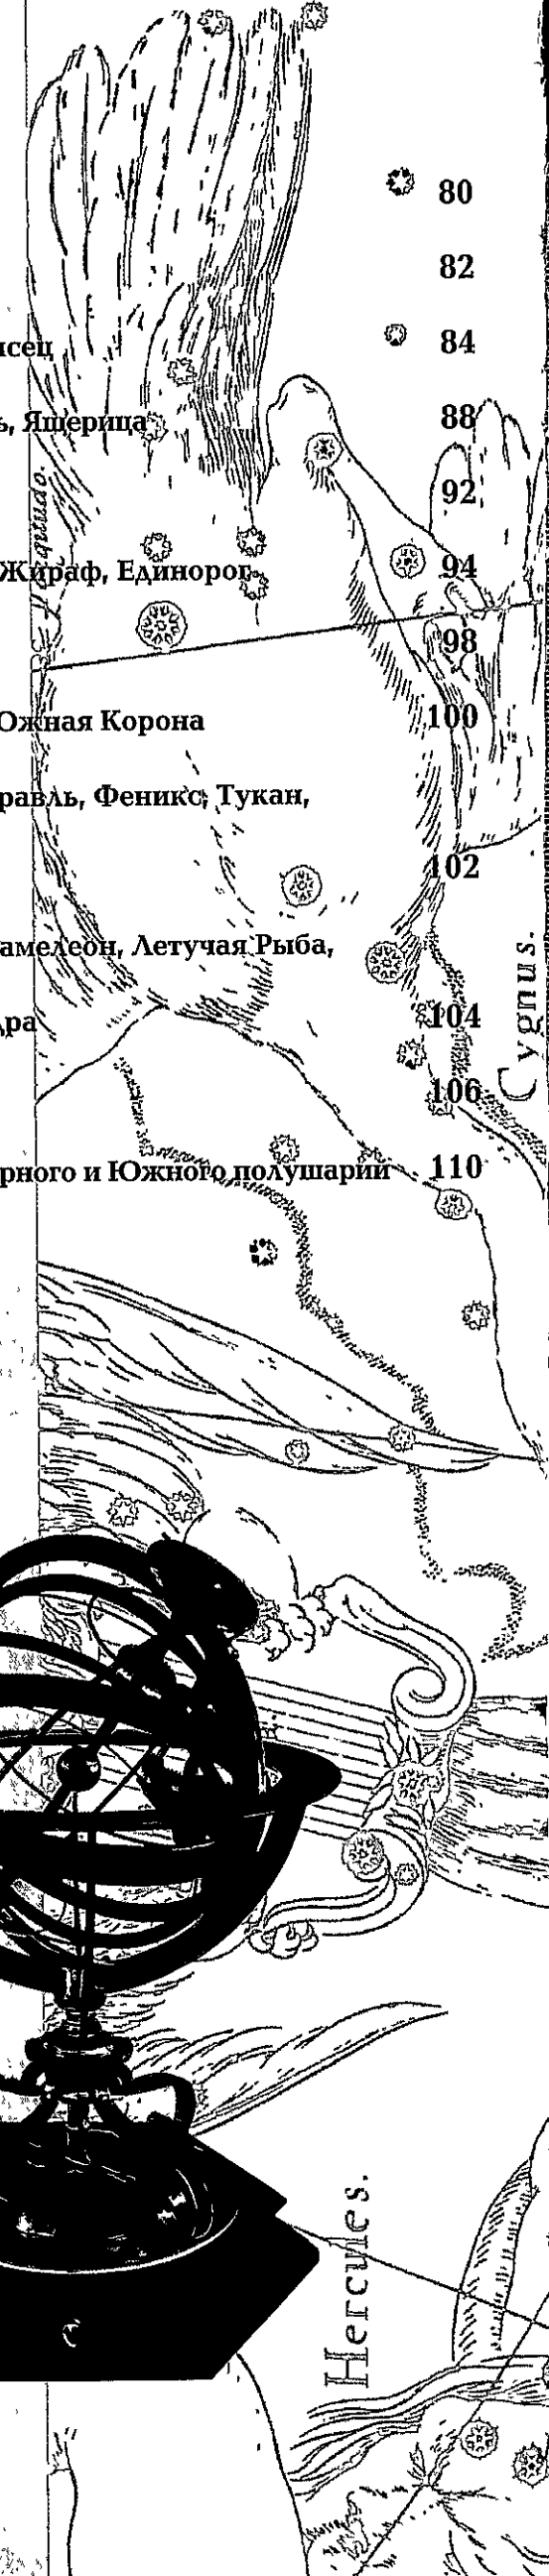 80
82
84
исец
88
ь, Ящерица
92
94
Жираф, Единорог
98
100
Южная Корона
равль, Феникс, Тукан,
102
амелеон, Летучая Рыба,
104
дра
106
рного и Южного полушарий 110
Cygnus.
Hercules.